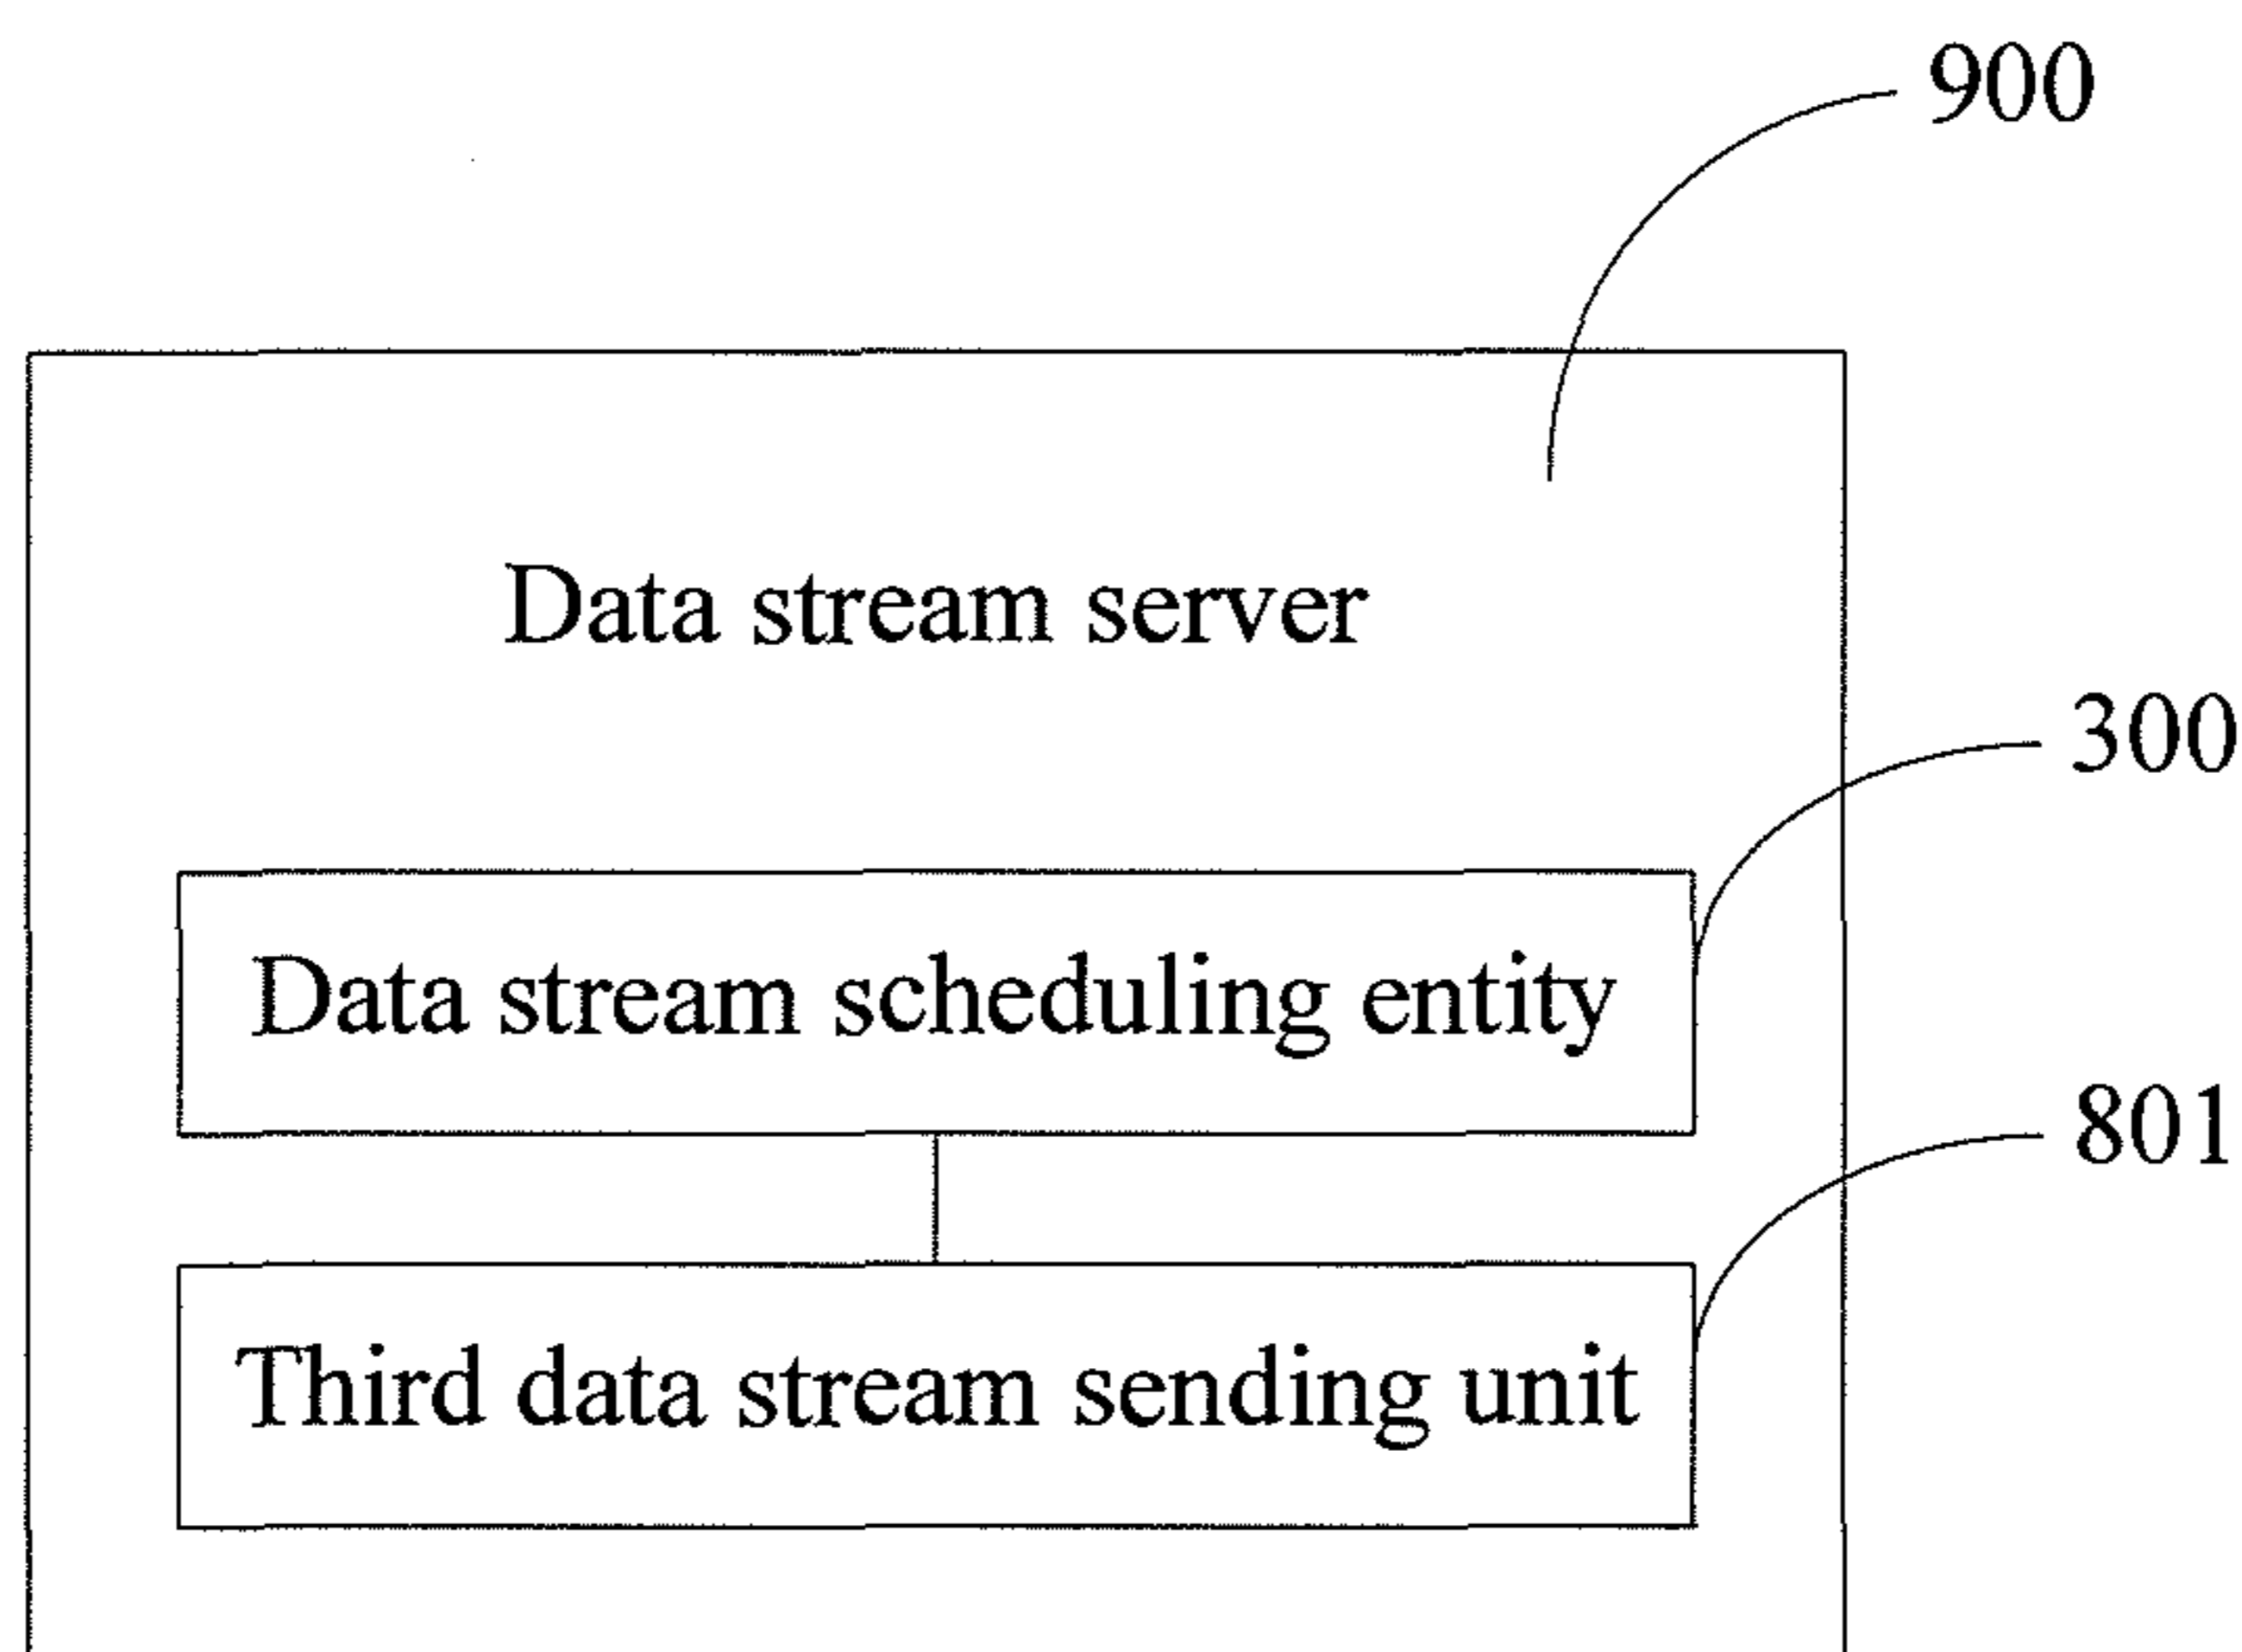 900
Data stream server
300
Data stream scheduling entity
801
Third data stream sending unit